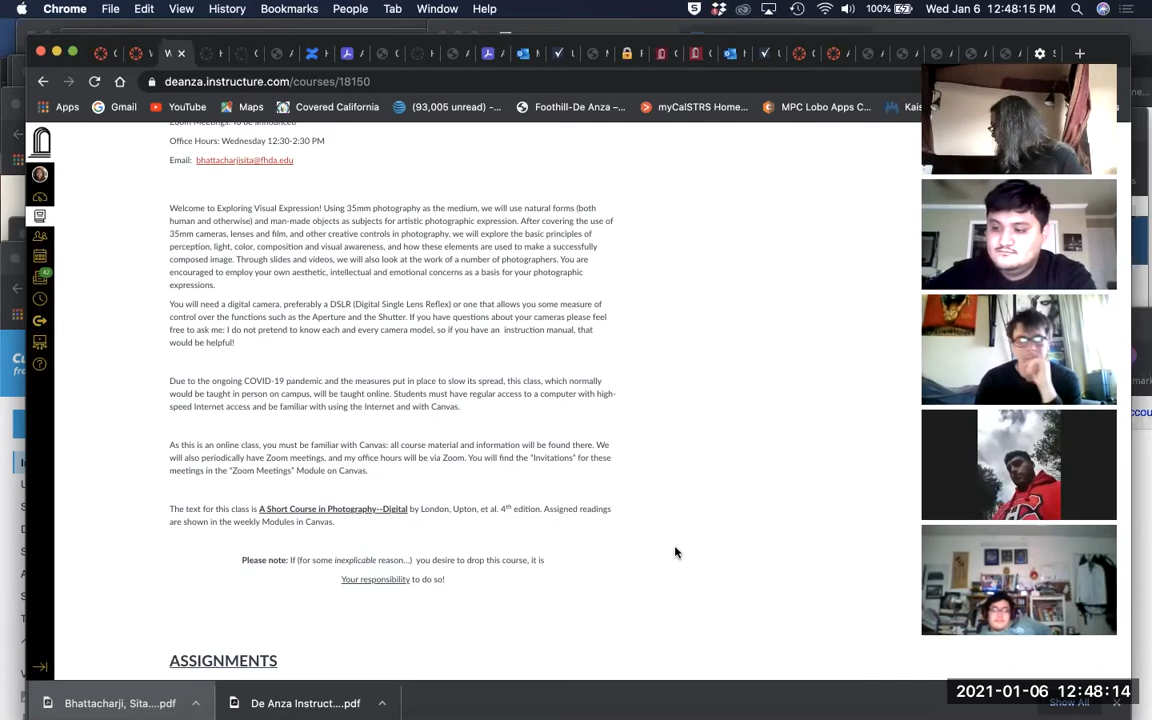 Chrome File Edit View History Bookmarks People Tab Window Help 100% Wed Jan 6 12:48:15 PM
deanza.instructure.com/courses/18150
Apps Gmail YouTube Maps Covered California (93,005 unread) -... Foothill-De Anza –... myCalSTRS Home... MPC Lobo Apps C... Kais
Zoom Meetings: To be announced
Office Hours: Wednesday 12:30-2:30 PM
Email: bhattacharjisita@fhda.edu
Welcome to Exploring Visual Expression! Using 35mm photography as the medium, we will use natural forms (both
human and otherwise) and man-made objects as subjects for artistic photographic expression. After covering the use of
35mm cameras, lenses and film, and other creative controls in photography, we will explore the basic principles of
perception, light, color, composition and visual awareness, and how these elements are used to make a successfully
composed image. Through slides and videos, we will also look at the work of a number of photographers. You are
encouraged to employ your own aesthetic, intellectual and emotional concerns as a basis for your photographic
expressions.
You will need a digital camera, preferably a DSLR (Digital Single Lens Reflex) or one that allows you some measure of
control over the functions such as the Aperture and the Shutter. If you have questions about your cameras please feel
free to ask me: I do not pretend to know each and every camera model, so if you have an instruction manual, that
would be helpful!
Due to the ongoing COVID-19 pandemic and the measures put in place to slow its spread, this class, which normally
would be taught in person on campus, will be taught online. Students must have regular access to a computer with high-
speed Internet access and be familiar with using the Internet and with Canvas.
As this is an online class, you must be familiar with Canvas: all course material and information will be found there. We
will also periodically have Zoom meetings, and my office hours will be via Zoom. You will find the "Invitations" for these
meetings in the "Zoom Meetings" Module on Canvas.
The text for this class is A Short Course in Photography--Digital by London, Upton, et al. 4th edition. Assigned readings
are shown in the weekly Modules in Canvas.
Please note: If (for some inexplicable reason...) you desire to drop this course, it is
Your responsibility to do so!
ASSIGNMENTS
42
Bhattacharji, Sita....pdf De Anza Instruct....pdf Show All
2021-01-06 12:48:14